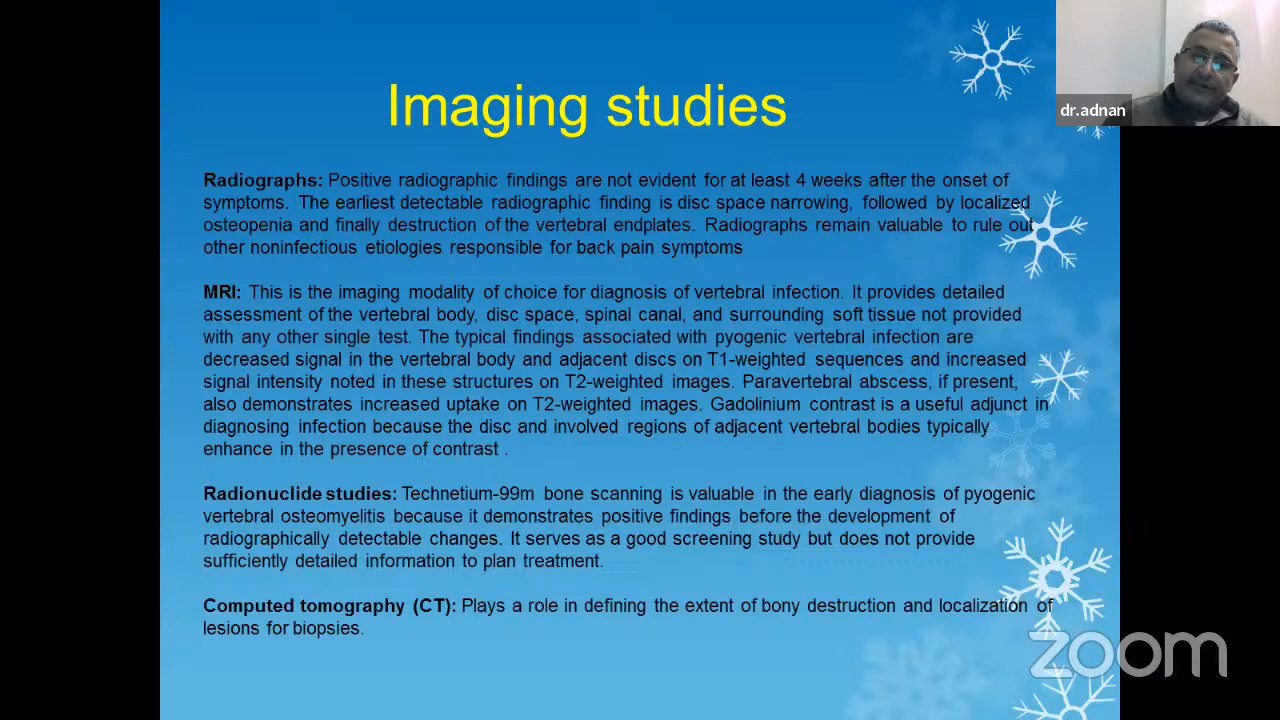 Imaging studies
dr.adnan
Radiographs: Positive radiographic findings are not evident for at least 4 weeks after the onset of
symptoms. The earliest detectable radiographic finding is disc space narrowing, followed by localized
osteopenia and finally destruction of the vertebral endplates. Radiographs remain valuable to rule out
other noninfectious etiologies responsible for back pain symptoms
MRI: This is the imaging modality of choice for diagnosis of vertebral infection. It provides detailed
assessment of the vertebral body, disc space, spinal canal, and surrounding soft tissue not provided
with any other single test. The typical findings associated with pyogenic vertebral infection are
decreased signal in the vertebral body and adjacent discs on T1-weighted sequences and increased
signal intensity noted in these structures on T2-weighted images. Paravertebral abscess, if present,
also demonstrates increased uptake on T2-weighted images. Gadolinium contrast is a useful adjunct in
diagnosing infection because the disc and involved regions of adjacent vertebral bodies typically
enhance in the presence of contrast .
Radionuclide studies: Technetium-99m bone scanning is valuable in the early diagnosis of pyogenic
vertebral osteomyelitis because it demonstrates positive findings before the development of
radiographically detectable changes. It serves as a good screening study but does not provide
sufficiently detailed information to plan treatment.
Computed tomography (CT): Plays a role in defining the extent of bony destruction and localization of
lesions for biopsies.
zoom